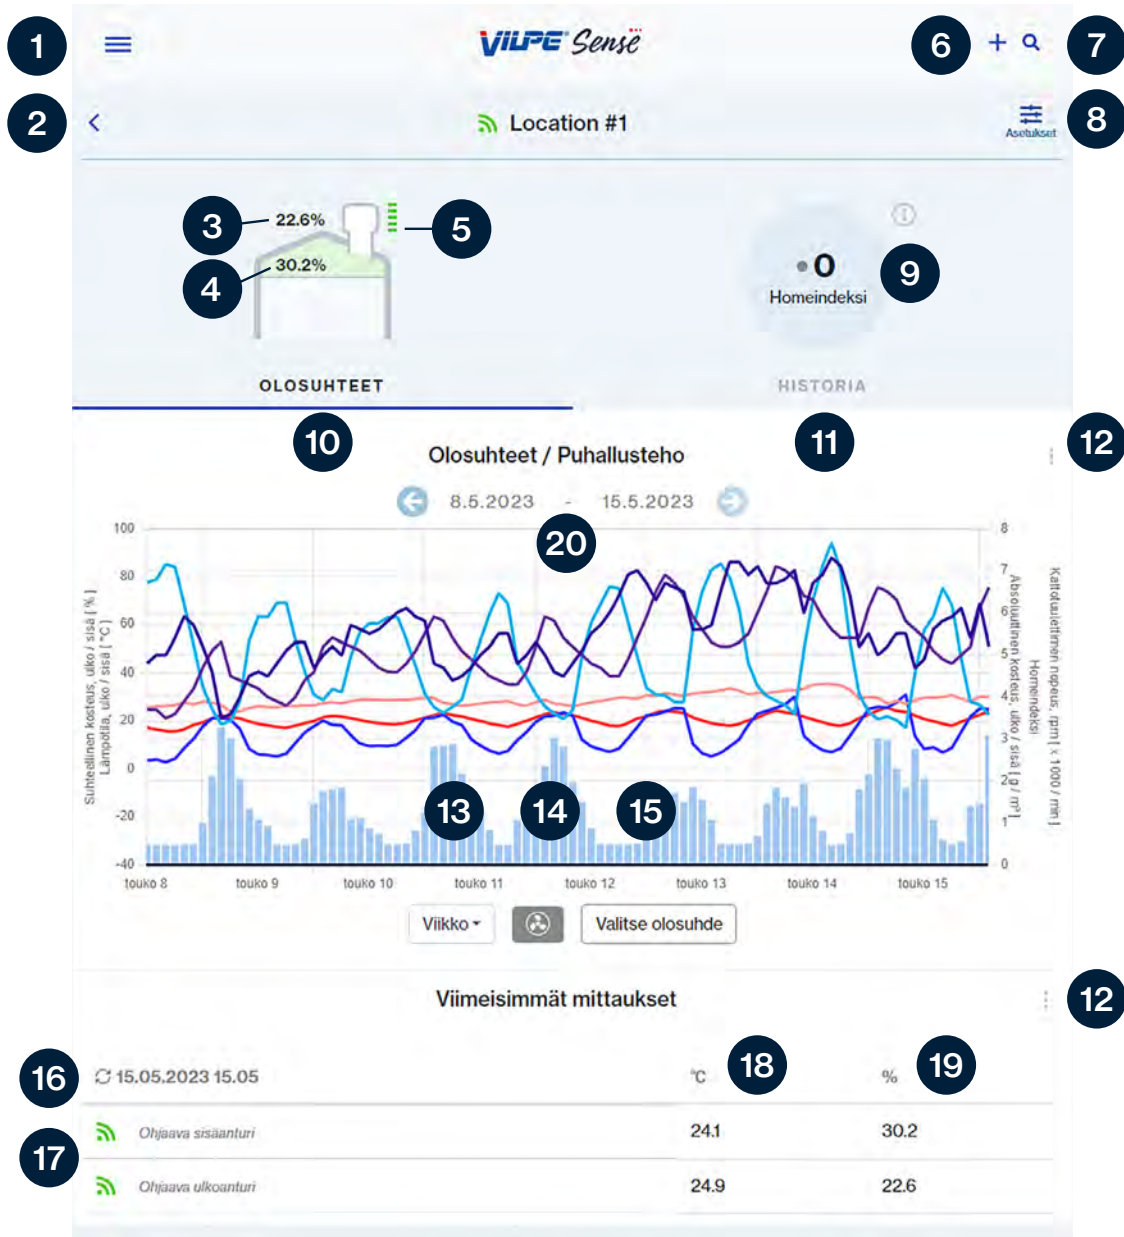 1
VILPE Sense
6
7
2
Location #1
8
Asetukset
3
22.6%
5
4
30.2%
0
9
Homeindeksi
OLOSUHTEET
HISTORIA
10
11
12
Olosuhteet / Puhallusteho
8.5.2023 - 15.5.2023
20
100
80
60
40
20
0
-20
-40
Suhteellinen kosteus, ulko / sisä [ % ]
Lämpötila, ulko / sisä [ °C ]
8
7
6
5
4
3
2
1
0
Absoluuttinen kosteus, ulko / sisä [ g / m³ ]
Homeindeksi
Kattotuulettimen nopeus, rpm [ x 1000 / min ]
13
14
15
touko 8
touko 9
touko 10
touko 11
touko 12
touko 13
touko 14
touko 15
Viikko
Valitse olosuhde
Viimeisimmät mittaukset
12
16
15.05.2023 15.05
°C
18
%
19
17
Ohjaava sisäanturi
24.1
30.2
Ohjaava ulkoanturi
24.9
22.6